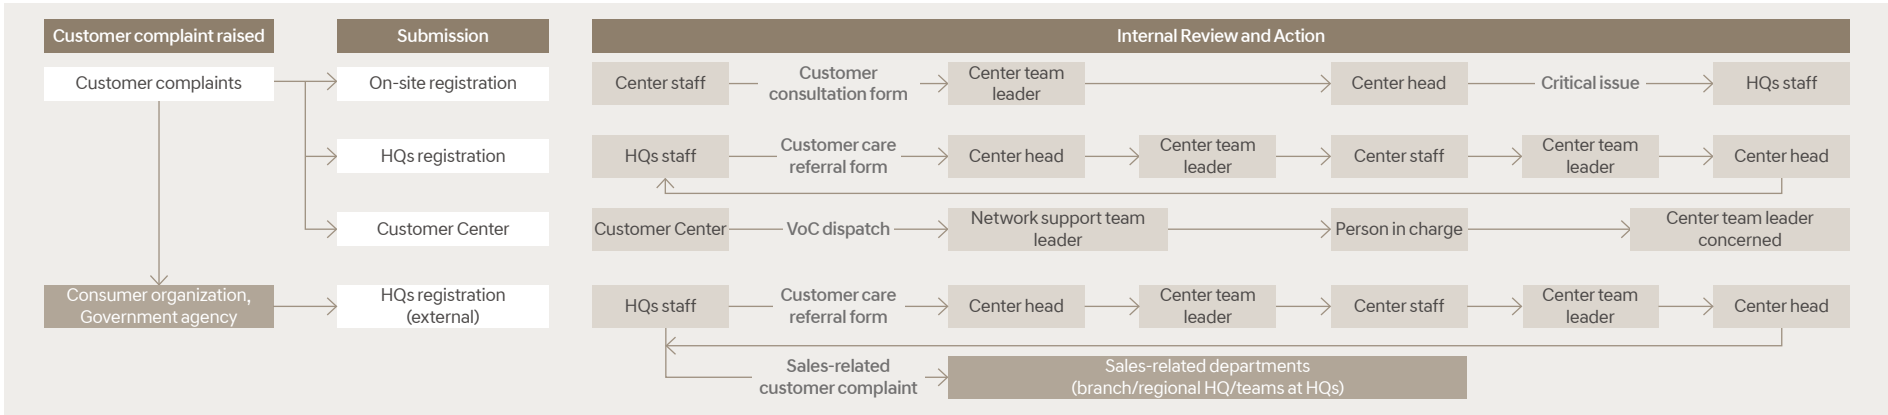 Customer complaint raised
Submission
Internal Review and Action
Customer complaints
On-site registration
Center staff
Customer
consultation form
Center team
leader
Center head
Critical issue
HQs staff
HQs registration
HQs staff
Customer care
referral form
Center head
Center team
leader
Center staff
Center team
leader
Center head
Customer Center
Customer Center
VoC dispatch
Network support team
leader
Person in charge
Center team leader
concerned
Consumer organization,
Government agency
HQs registration
(external)
HQs staff
Customer care
referral form
Center head
Center team
leader
Center staff
Center team
leader
Center head
Sales-related
customer complaint
Sales-related departments
(branch/regional HQ/teams at HQs)